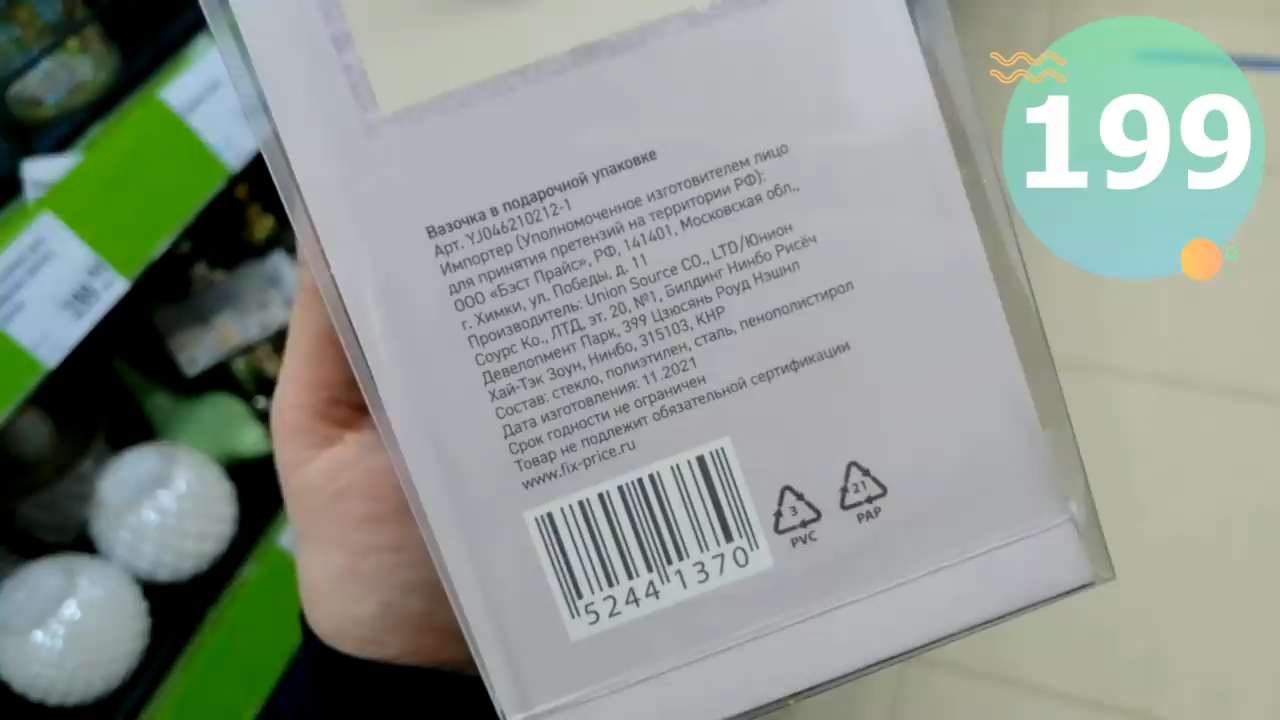 199
Вазочка в подарочной упаковке
Арт. YJ046210212-1
Импортер (Уполномоченное изготовителем лицо
для принятия претензий на территории РФ):
ООО «Бэст Прайс», РФ, 141401, Московская обл.,
г. Химки, ул. Победы, д. 11
Производитель: Union Source CO., LTD/Юнион
Соурс Ко., ЛТД, эт. 20, №1, Билдинг Нинбо Рисёч
Девелопмент Парк, 399 Цзюсянь Роуд Нэшнл
Хай-Тэк Зоун, Нинбо, 315103, КНР
Состав: стекло, полиэтилен, сталь, пенополистирол
Дата изготовления: 11.2021
Срок годности не ограничен
Товар не подлежит обязательной сертификации
www.fix-price.ru
5244 1370
3
PVC
21
PAP